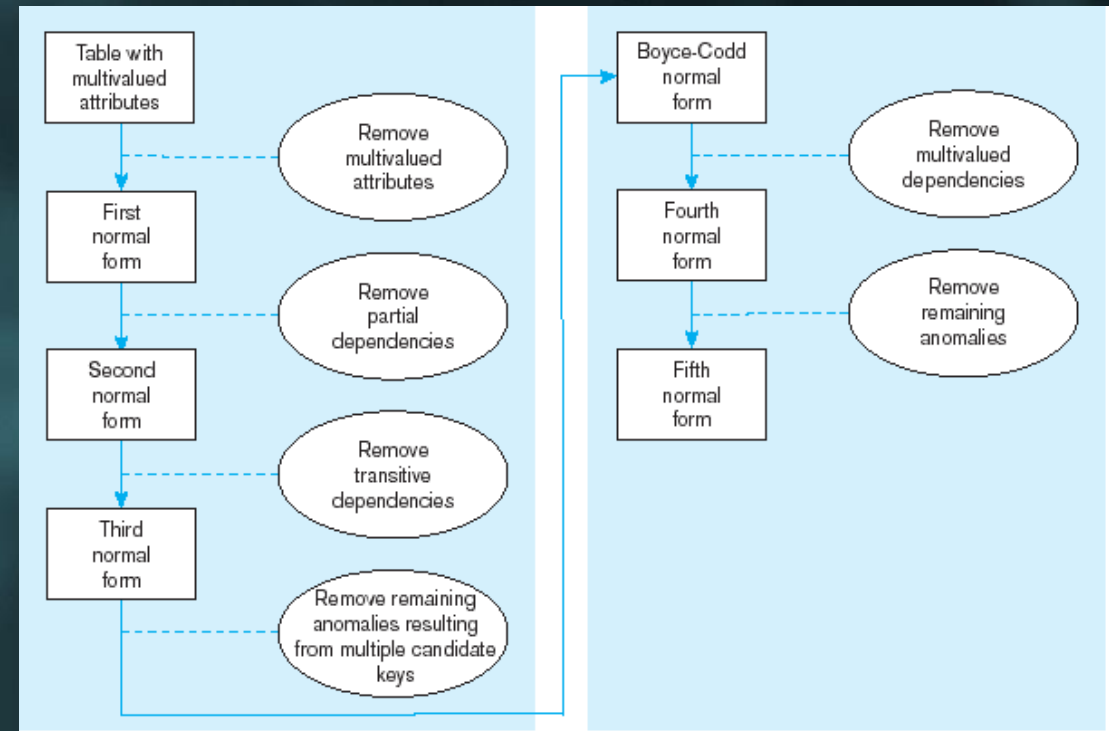 Table with
multivalued
attributes
Remove
multivalued
attributes
First
normal
form
Remove
partial
dependencies
Second
normal
form
Remove
transitive
dependencies
Third
normal
form
Remove remaining
anomalies resulting
from multiple candidate
keys
Boyce-Codd
normal
form
Remove
multivalued
dependencies
Fourth
normal
form
Remove
remaining
anomalies
Fifth
normal
form